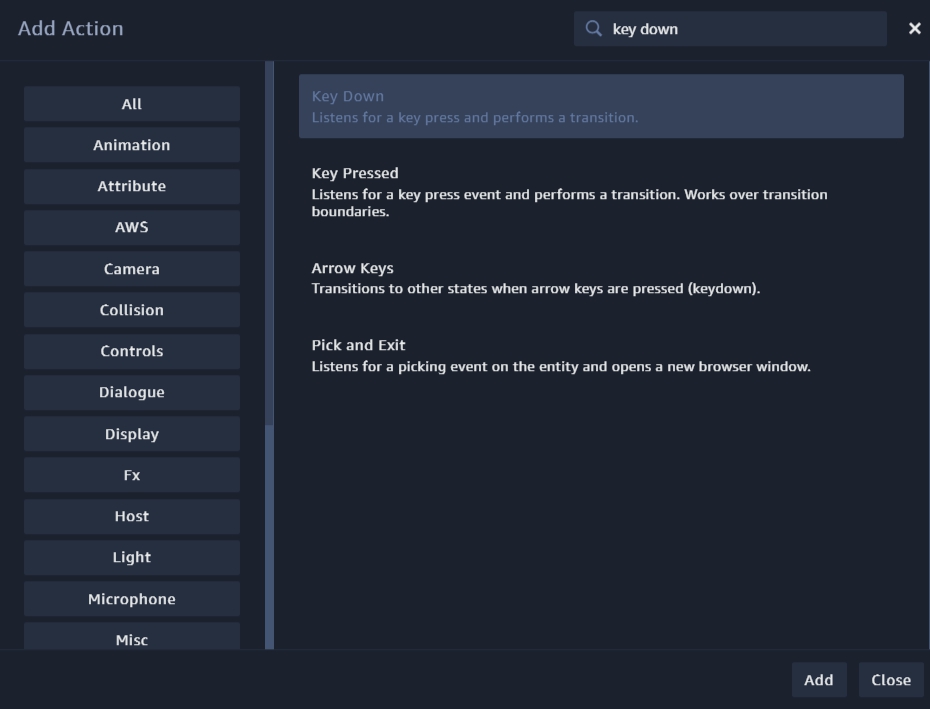 Add Action
key down
All
Animation
Attribute
AWS
Camera
Collision
Controls
Dialogue
Display
Fx
Host
Light
Microphone
Misc
Key Down
Listens for a key press and performs a transition.
Key Pressed
Listens for a key press event and performs a transition. Works over transition
boundaries.
Arrow Keys
Transitions to other states when arrow keys are pressed (keydown).
Pick and Exit
Listens for a picking event on the entity and opens a new browser window.
Add
Close